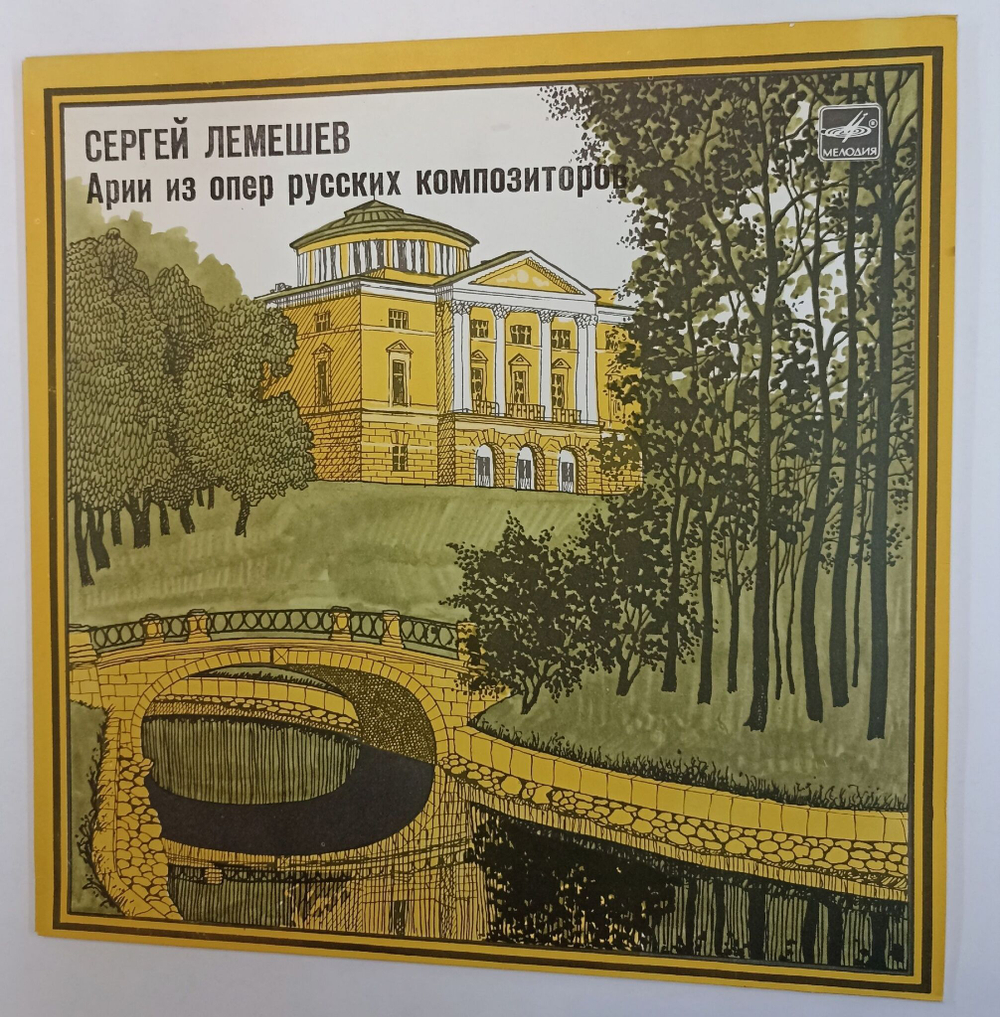 СЕРГЕЙ ЛЕМЕШЕВ
Арии из опер русских композиторов
МЕЛОДИЯ